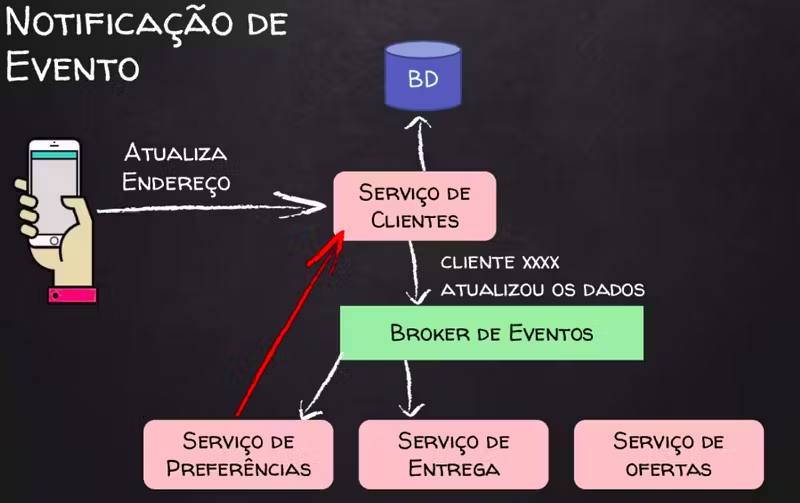 Notificação de
Evento
BD
Atualiza
Endereço
Serviço de
Clientes
cliente xxxx
atualizou os dados
Broker de Eventos
Serviço de
Preferências
Serviço de
Entrega
Serviço de
ofertas